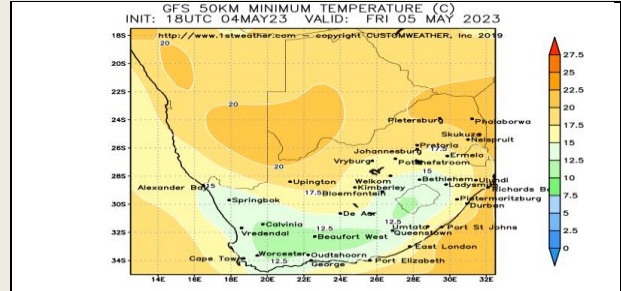 GFS 50KM MINIMUM TEMPERATURE (C)
INIT: 18UTC 04MAY23 VALID: FRI 05 MAY 2023
http://www.1stweather.com – copyright CUSTOMWEATHER, Inc 2019
18S
20S
22S
24S
26S
28S
30S
32S
34S
14E 16E 18E 20E 22E 24E 26E 28E 30E 32E
20
20
20
Pietersburg Phalaborwa
Skukuza
Nelspruit
Pretoria
Johannesburg 17.5
Ermelo
Vryburg Potchefstroom
15
Upington Welkom Bethlehem Ulundi
Kimberley Ladysmith
Alexander Bay 15 17.5 Bloemfontein Richards B
Springbok Pietermaritzburg
Durban
De Aar
Calvinia 12.5 12.5 Umtata Port St Johns
Vredendal Beaufort West Queenstown
East London
Worcester Oudtshoorn
Cape Town 12.5 George Port Elizabeth
27.5
25
22.5
20
17.5
15
12.5
10
7.5
5
2.5
0